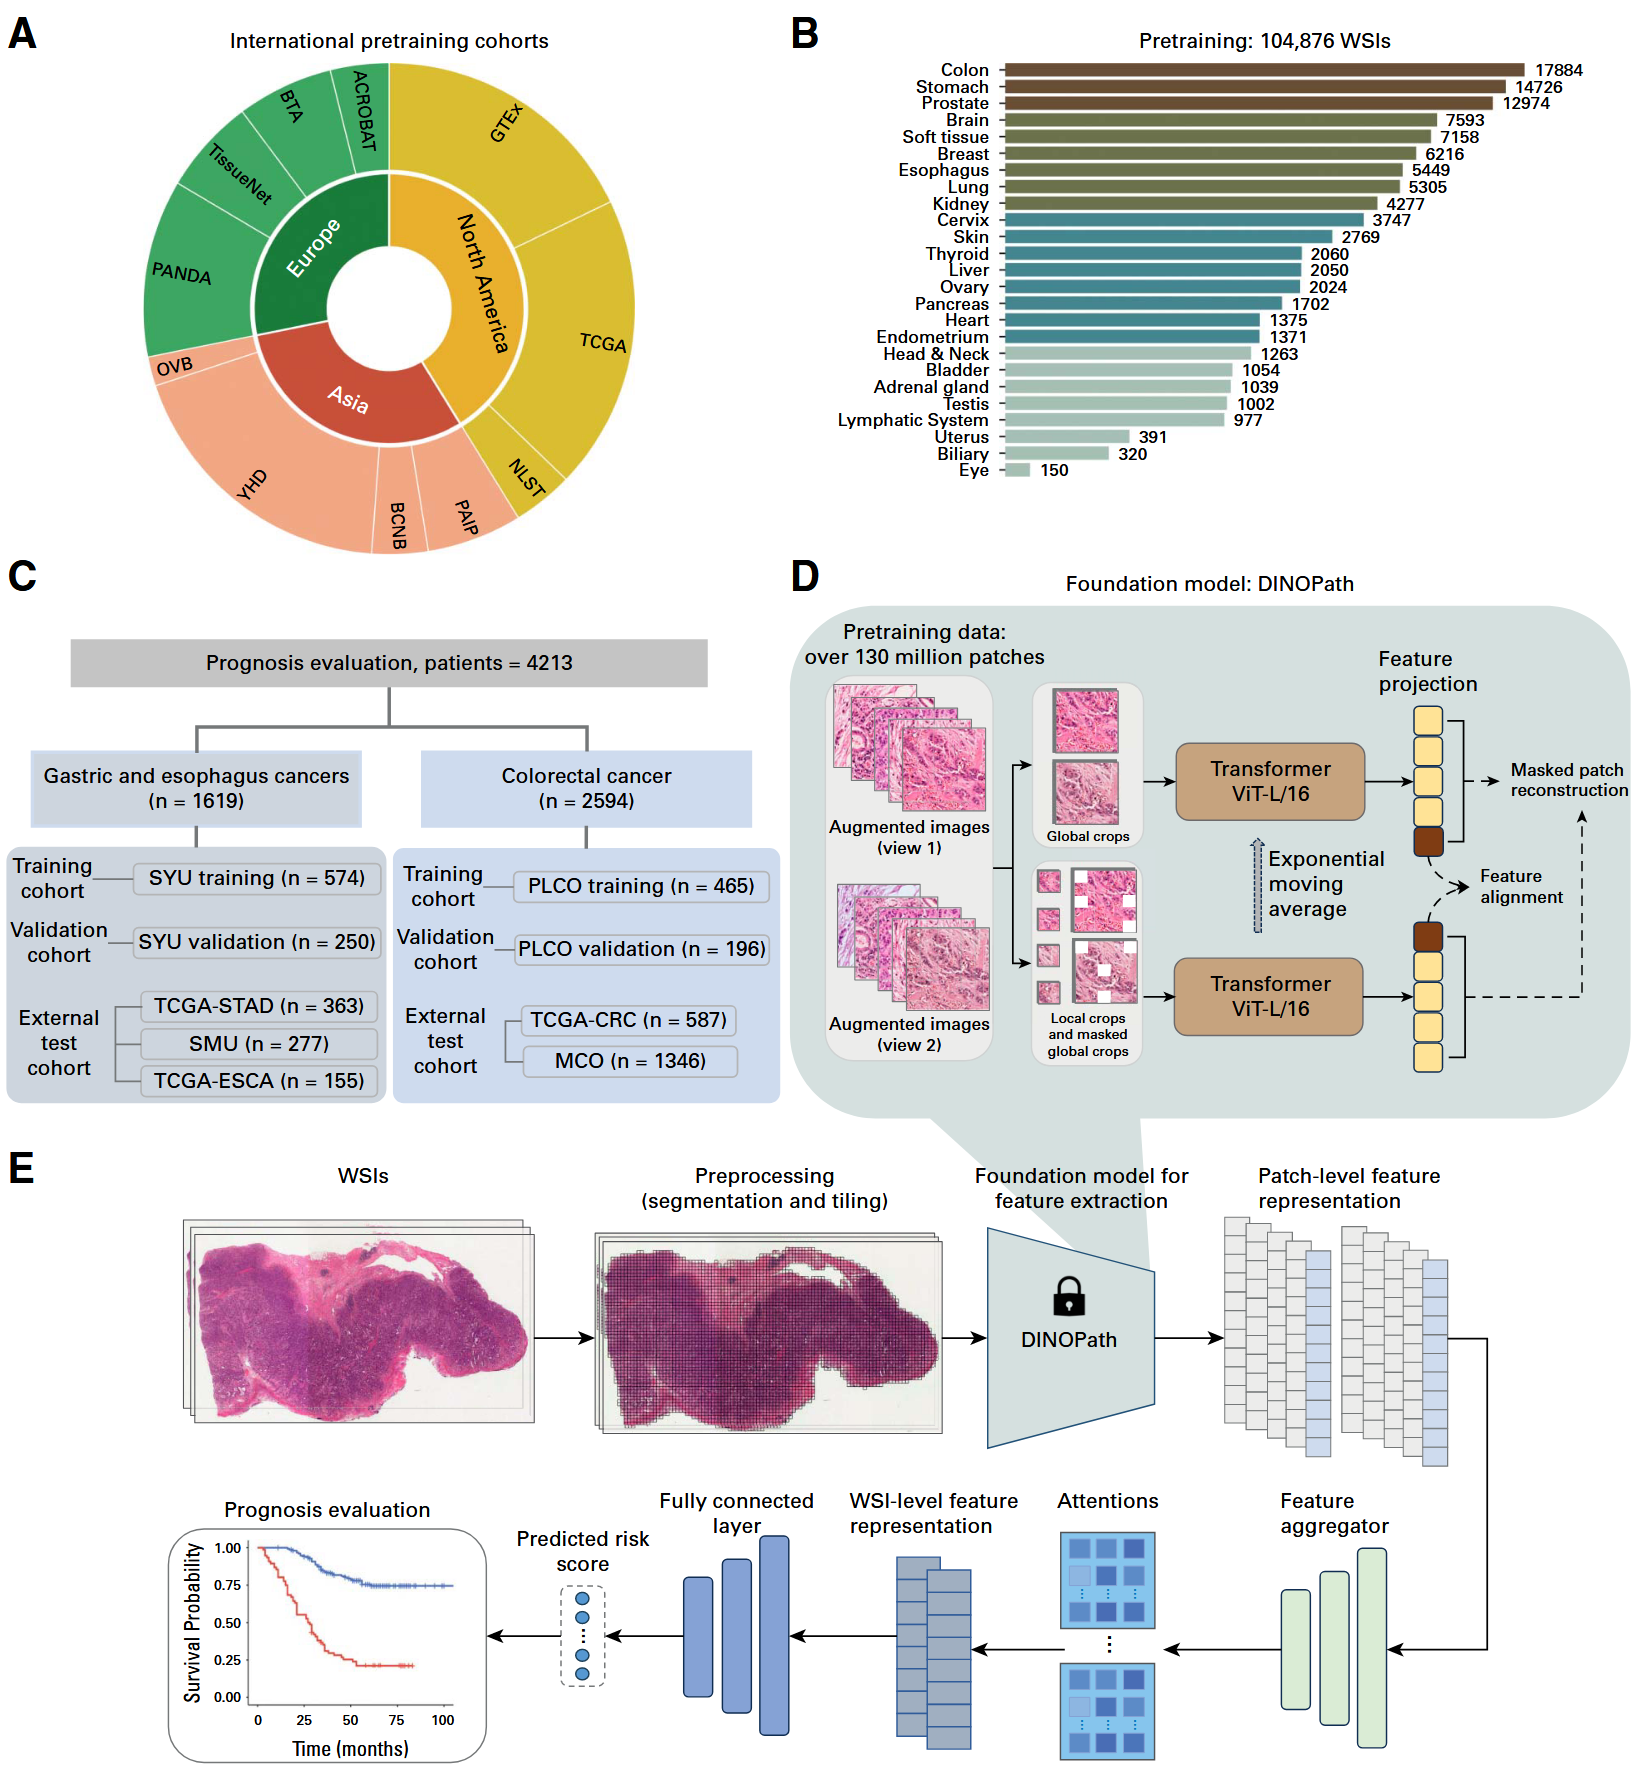 A
International pretraining cohorts
GTEx
TCGA
NLST
PAIP
BCNB
YHD
OVB
PANDA
TissueNet
BTA
ACROBAT
Europe
North America
Asia
B
Pretraining: 104,876 WSIs
Colon 17884
Stomach 14726
Prostate 12974
Brain 7593
Soft tissue 7158
Breast 6216
Esophagus 5449
Lung 5305
Kidney 4277
Cervix 3747
Skin 2769
Thyroid 2060
Liver 2050
Ovary 2024
Pancreas 1702
Heart 1375
Endometrium 1371
Head & Neck 1263
Bladder 1054
Adrenal gland 1039
Testis 1002
Lymphatic System 977
Uterus 391
Biliary 320
Eye 150
C
Prognosis evaluation, patients = 4213
Gastric and esophagus cancers
(n = 1619)
Training
cohort
SYU training (n = 574)
Validation
cohort
SYU validation (n = 250)
External
test
cohort
TCGA-STAD (n = 363)
SMU (n = 277)
TCGA-ESCA (n = 155)
Colorectal cancer
(n = 2594)
Training
cohort
PLCO training (n = 465)
Validation
cohort
PLCO validation (n = 196)
External
test
cohort
TCGA-CRC (n = 587)
MCO (n = 1346)
D
Foundation model: DINOPath
Pretraining data:
over 130 million patches
Augmented images
(view 1)
Augmented images
(view 2)
Global crops
Local crops
and masked
global crops
Transformer
ViT-L/16
Exponential
moving
average
Transformer
ViT-L/16
Feature
projection
Masked patch
reconstruction
Feature
alignment
E
WSIs
Preprocessing
(segmentation and tiling)
Foundation model for
feature extraction
DINOPath
Patch-level feature
representation
Feature
aggregator
Attentions
WSI-level feature
representation
Fully connected
layer
Predicted risk
score
Prognosis evaluation
Survival Probability
1.00
0.75
0.50
0.25
0.00
0 25 50 75 100
Time (months)